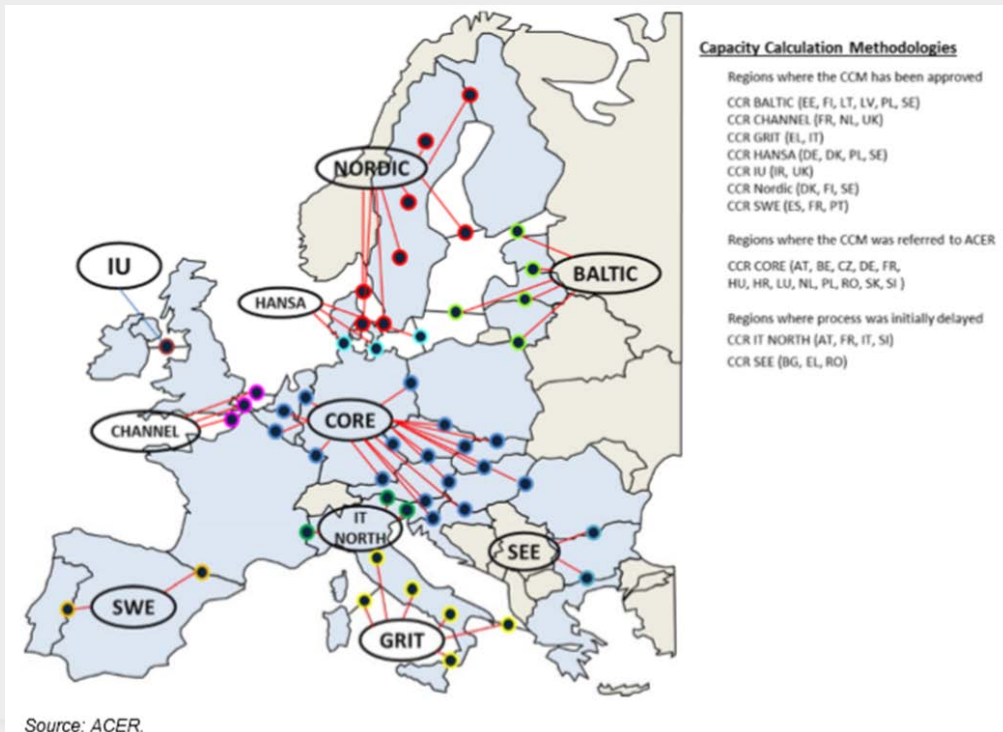 Capacity Calculation Methodologies
Regions where the CCM has been approved
CCR BALTIC (EE, FI, LT, LV, PL, SE)
CCR CHANNEL (FR, NL, UK)
CCR GRIT (EL, IT)
CCR HANSA (DE, DK, PL, SE)
CCR IU (IR, UK)
CCR Nordic (DK, FI, SE)
CCR SWE (ES, FR, PT)
Regions where the CCM was referred to ACER
CCR CORE (AT, BE, CZ, DE, FR,
HU, HR, LU, NL, PL, RO, SK, SI )
Regions where process was initially delayed
CCR IT NORTH (AT, FR, IT, SI)
CCR SEE (BG, EL, RO)
NORDIC
IU
BALTIC
HANSA
CORE
CHANNEL
IT
NORTH
SEE
SWE
GRIT
Source: ACER.